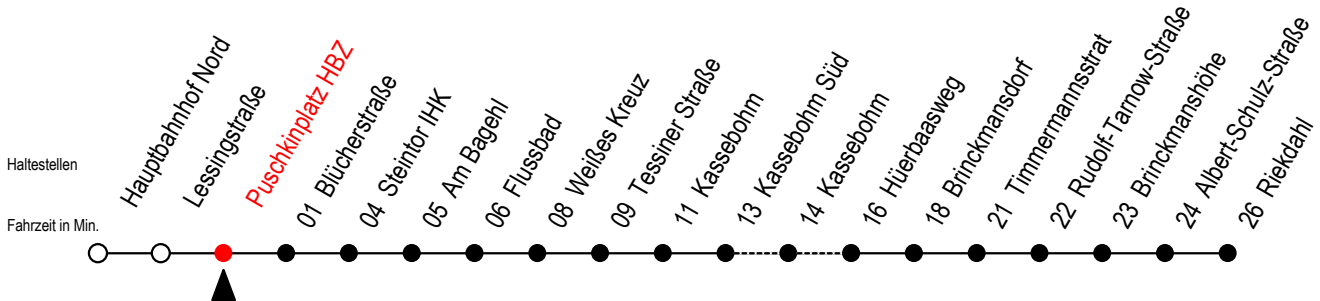 Haltestellen
Fahrzeit in Min.
Hauptbahnhof Nord
Lessingstraße
Puschkinplatz HBZ
01 Blücherstraße
04 Steintor IHK
05 Am Bagehl
06 Flussbad
08 Weißes Kreuz
09 Tessiner Straße
11 Kassebohm
13 Kassebohm Süd
14 Kassebohm
16 Hüerbaasweg
18 Brinckmansdorf
21 Timmermannsstrat
22 Rudolf-Tarnow-Straße
23 Brinckmanshöhe
24 Albert-Schulz-Straße
26 Riekdahl